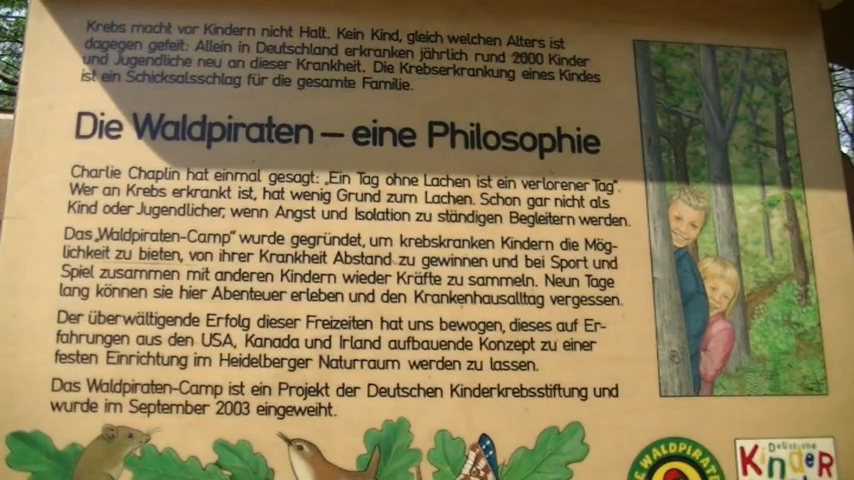 Krebs macht vor Kindern nicht Halt. Kein Kind, gleich welchen Alters ist
dagegen gefeit: Allein in Deutschland erkranken jährlich rund 2000 Kinder
und Jugendliche neu an dieser Krankheit. Die Krebserkrankung eines Kindes
ist ein Schicksalsschlag für die gesamte Familie.
Die Waldpiraten – eine Philosophie
Charlie Chaplin hat einmal gesagt: „Ein Tag ohne Lachen ist ein verlorener Tag“.
Wer an Krebs erkrankt ist, hat wenig Grund zum Lachen. Schon gar nicht als
Kind oder Jugendlicher, wenn Angst und Isolation zu ständigen Begleitern werden.
Das „Waldpiraten-Camp“ wurde gegründet, um krebskranken Kindern die Mög-
lichkeit zu bieten, von ihrer Krankheit Abstand zu gewinnen und bei Sport und
Spiel zusammen mit anderen Kindern wieder Kräfte zu sammeln. Neun Tage
lang können sie hier Abenteuer erleben und den Krankenhausalltag vergessen.
Der überwältigende Erfolg dieser Freizeiten hat uns bewogen, dieses auf Er-
fahrungen aus den USA, Kanada und Irland aufbauende Konzept zu einer
festen Einrichtung im Heidelberger Naturraum werden zu lassen.
Das Waldpiraten-Camp ist ein Projekt der Deutschen Kinderkrebsstiftung und
wurde im September 2003 eingeweiht.
WALDPIRATE
Deutsche
KindeR